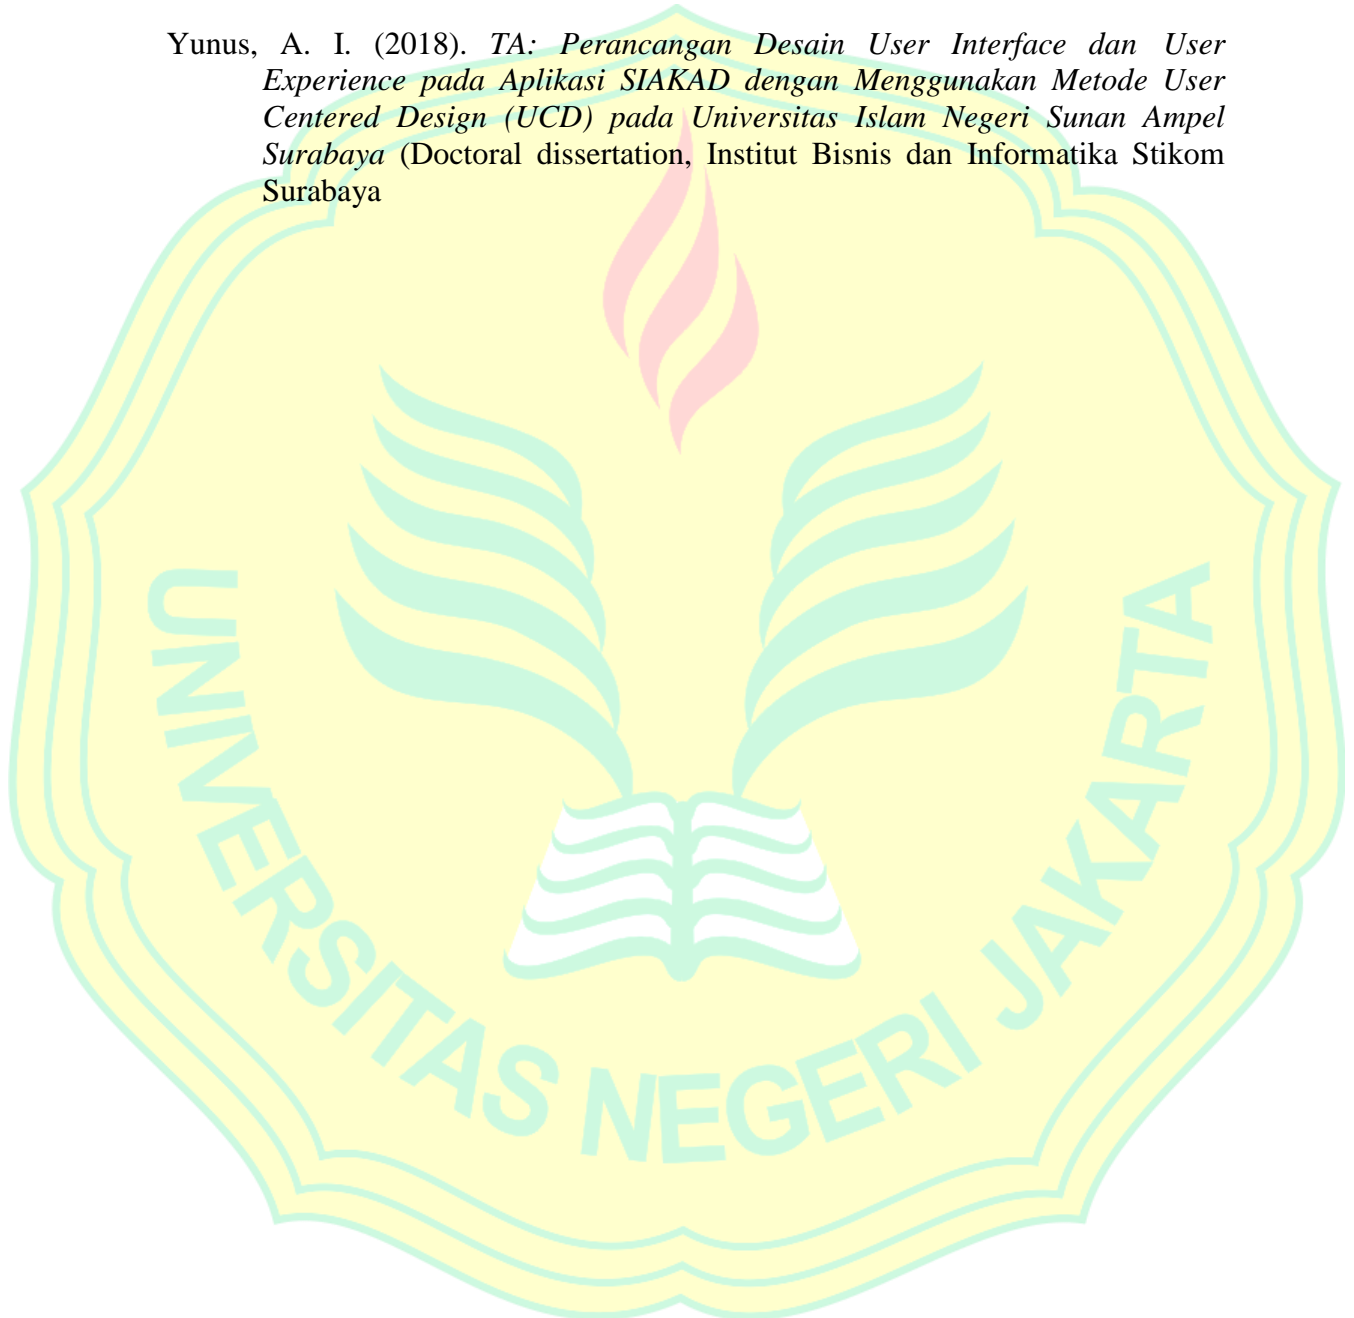 Yunus, A. I. (2018). TA: Perancangan Desain User Interface dan User
Experience pada Aplikasi SIAKAD dengan Menggunakan Metode User
Centered Design (UCD) pada Universitas Islam Negeri Sunan Ampel
Surabaya (Doctoral dissertation, Institut Bisnis dan Informatika Stikom
Surabaya
UNIVERSITAS NEGERI JAKARTA